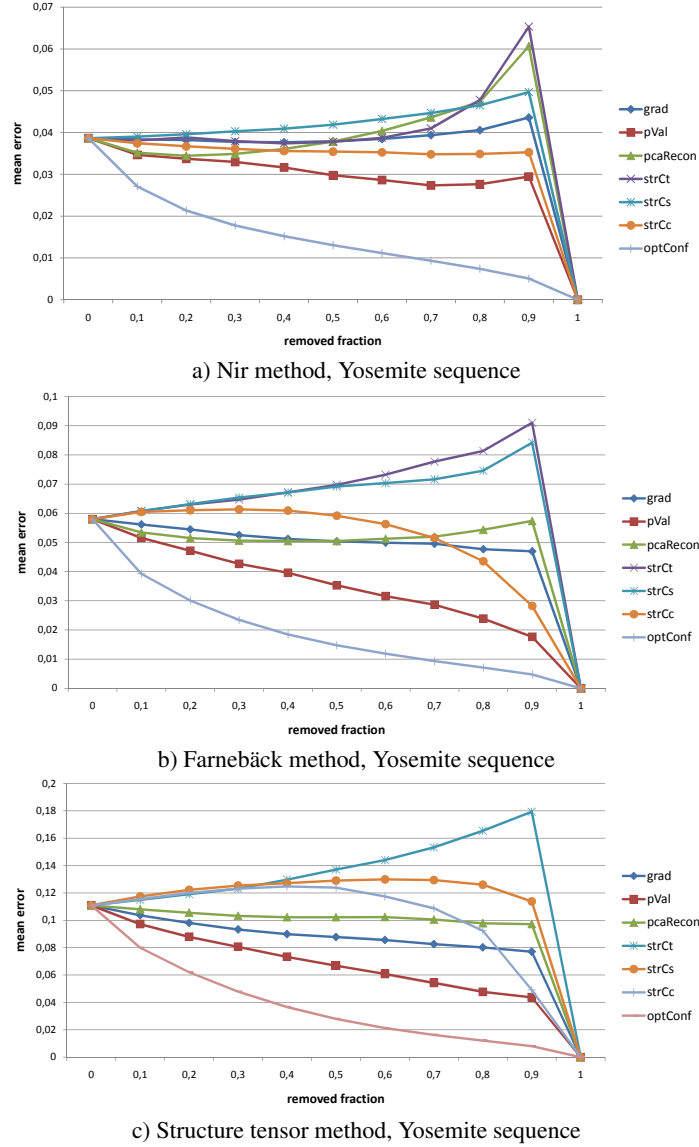 0,07
0,06
0,05
0,04
0,03
0,02
0,01
0
mean error
0 0,1 0,2 0,3 0,4 0,5 0,6 0,7 0,8 0,9 1
removed fraction
grad
pVal
pcaRecon
strCt
strCs
strCc
optConf
a) Nir method, Yosemite sequence
0,1
0,09
0,08
0,07
0,06
0,05
0,04
0,03
0,02
0,01
0
mean error
0 0,1 0,2 0,3 0,4 0,5 0,6 0,7 0,8 0,9 1
removed fraction
grad
pVal
pcaRecon
strCt
strCs
strCc
optConf
b) Farnebäck method, Yosemite sequence
0,2
0,18
0,16
0,14
0,12
0,1
0,08
0,06
0,04
0,02
0
mean error
0 0,1 0,2 0,3 0,4 0,5 0,6 0,7 0,8 0,9 1
removed fraction
grad
pVal
pcaRecon
strCt
strCs
strCc
optConf
c) Structure tensor method, Yosemite sequence